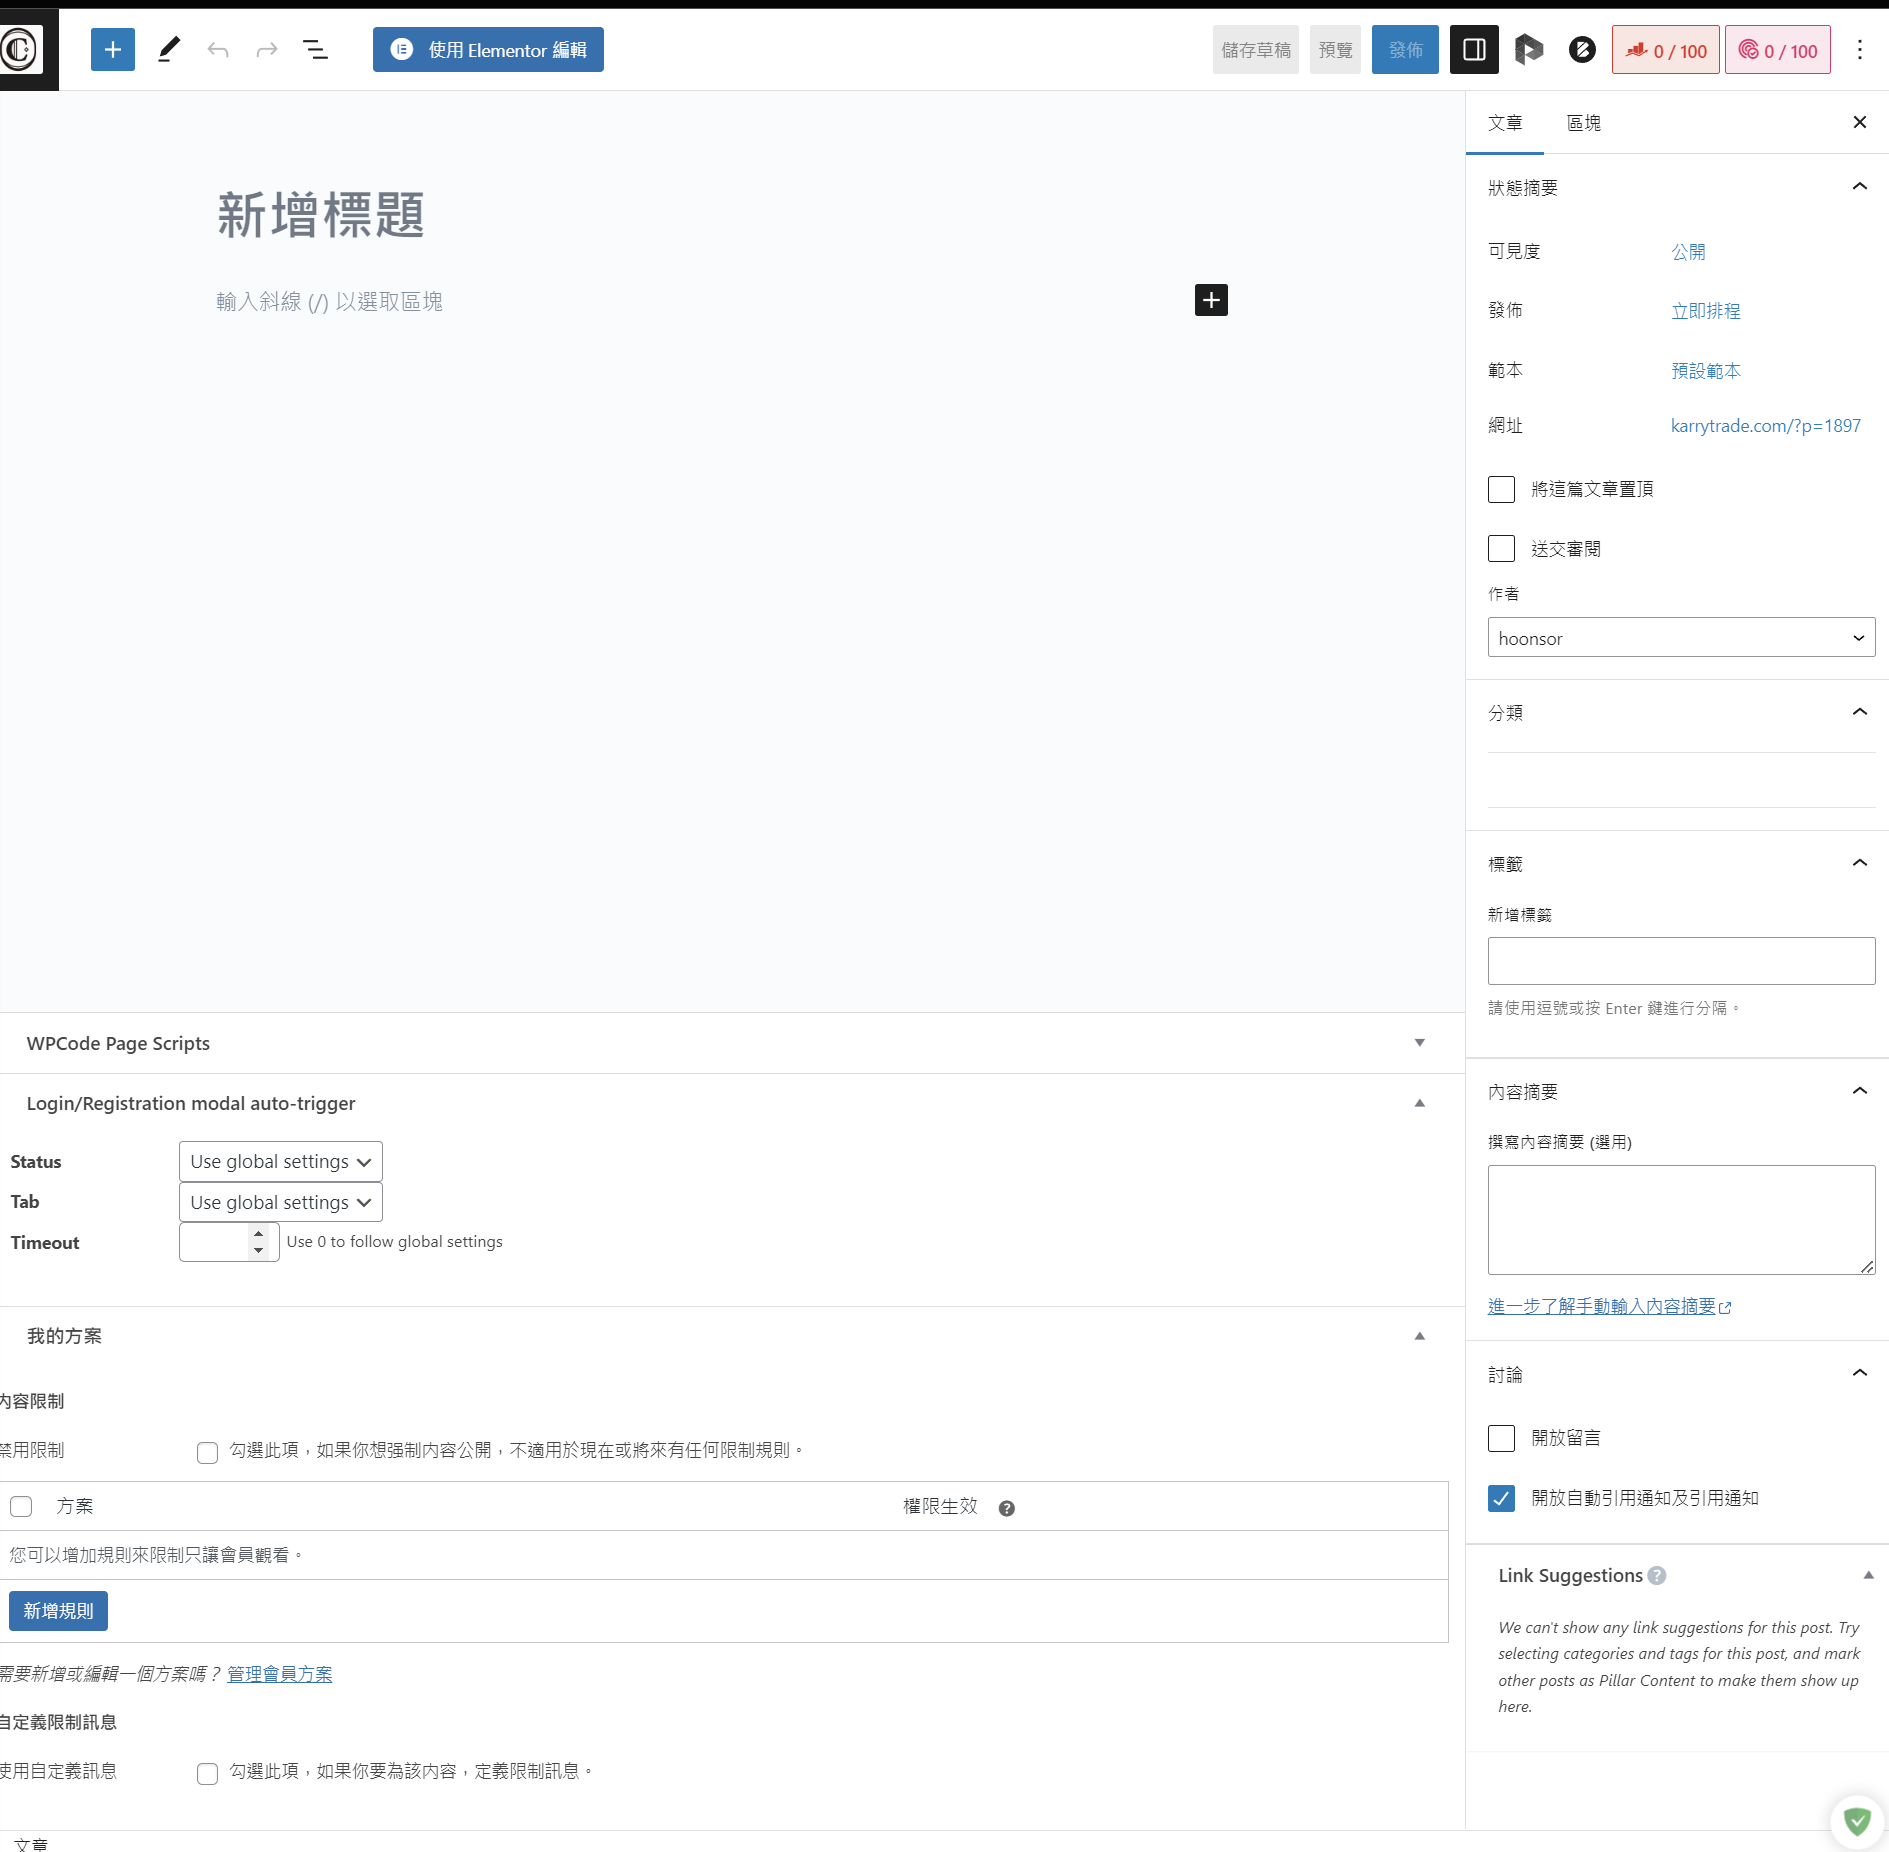 使用 Elementor 編輯
儲存草稿
預覽
發佈
0 / 100
0 / 100
文章
區塊
新增標題
輸入斜線 (/) 以選取區塊
狀態摘要
可見度
公開
發佈
立即排程
範本
預設範本
網址
karrytrade.com/?p=1897
將這篇文章置頂
送交審閱
作者
hoonsor
分類
標籤
新增標籤
請使用逗號或按 Enter 鍵進行分隔。
內容摘要
撰寫內容摘要 (選用)
進一步了解手動輸入內容摘要
討論
開放留言
開放自動引用通知及引用通知
Link Suggestions
We can't show any link suggestions for this post. Try
selecting categories and tags for this post, and mark
other posts as Pillar Content to make them show up
here.
WPCode Page Scripts
Login/Registration modal auto-trigger
Status
Use global settings
Tab
Use global settings
Timeout
Use 0 to follow global settings
我的方案
內容限制
禁用限制
勾選此項，如果你想强制内容公開，不適用於現在或將來有任何限制規則。
方案
權限生效
您可以增加規則來限制只讓會員觀看。
新增規則
需要新增或編輯一個方案嗎？ 管理會員方案
自定義限制訊息
使用自定義訊息
勾選此項，如果你要為該内容，定義限制訊息。
文章